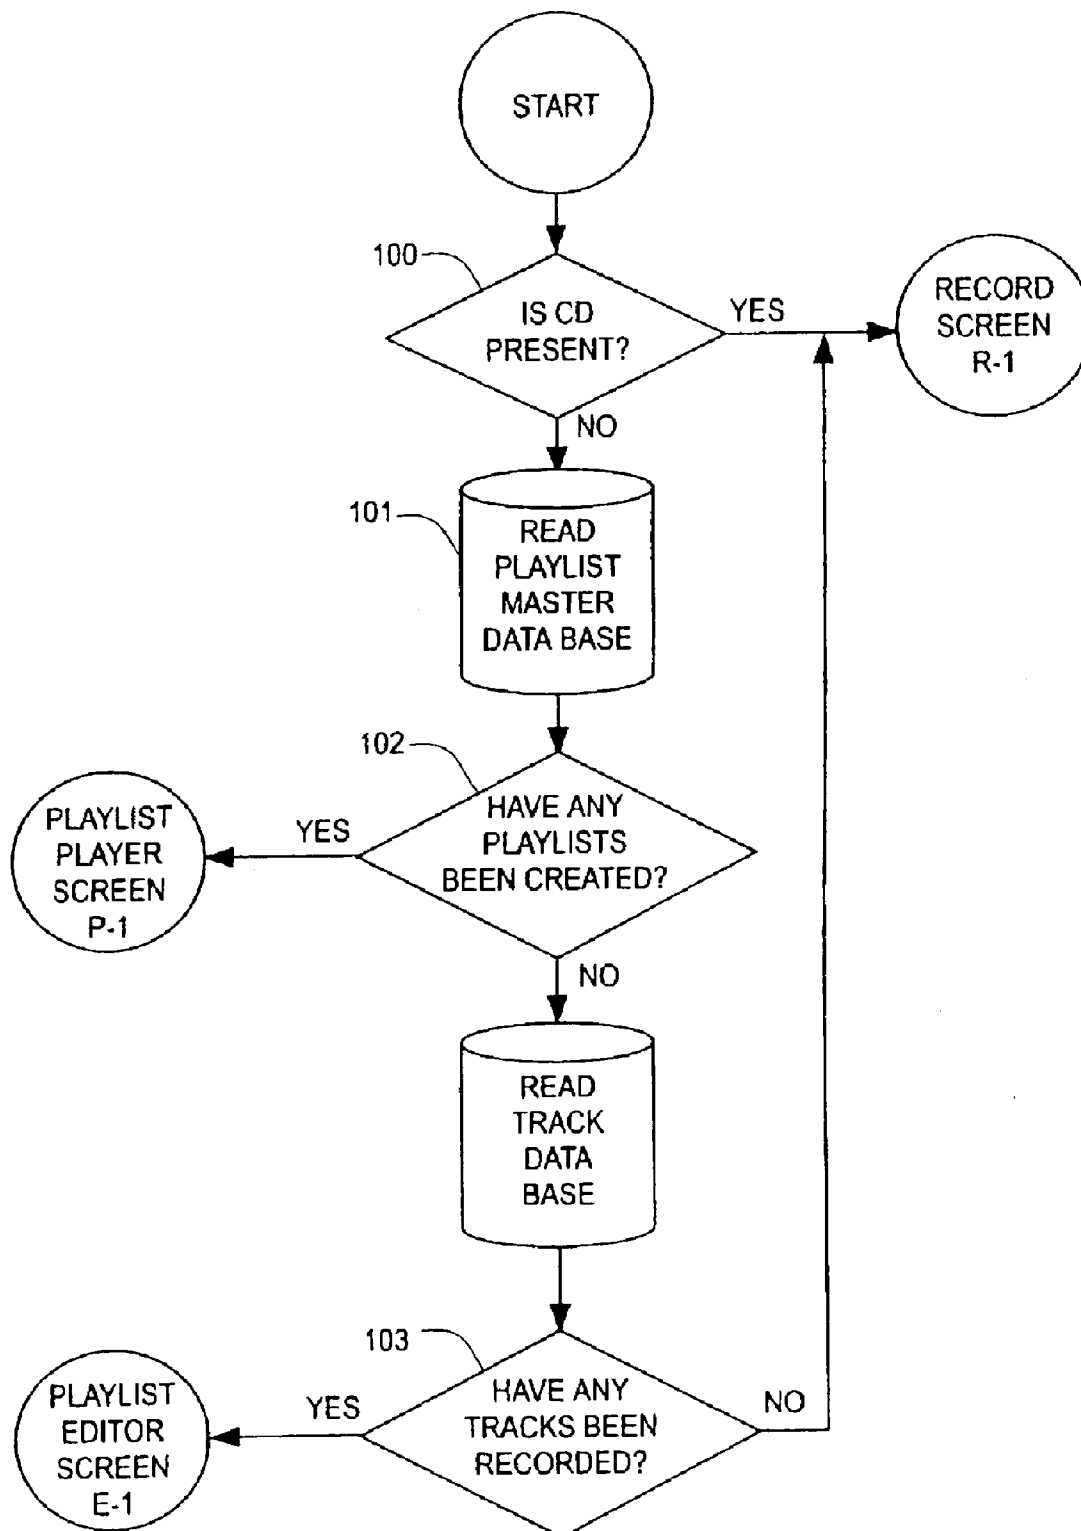 START
100
IS CD
PRESENT?
YES
RECORD
SCREEN
R-1
NO
101
READ
PLAYLIST
MASTER
DATA BASE
102
HAVE ANY
PLAYLISTS
BEEN CREATED?
YES
PLAYLIST
PLAYER
SCREEN
P-1
NO
READ
TRACK
DATA
BASE
103
HAVE ANY
TRACKS BEEN
RECORDED?
YES
NO
PLAYLIST
EDITOR
SCREEN
E-1